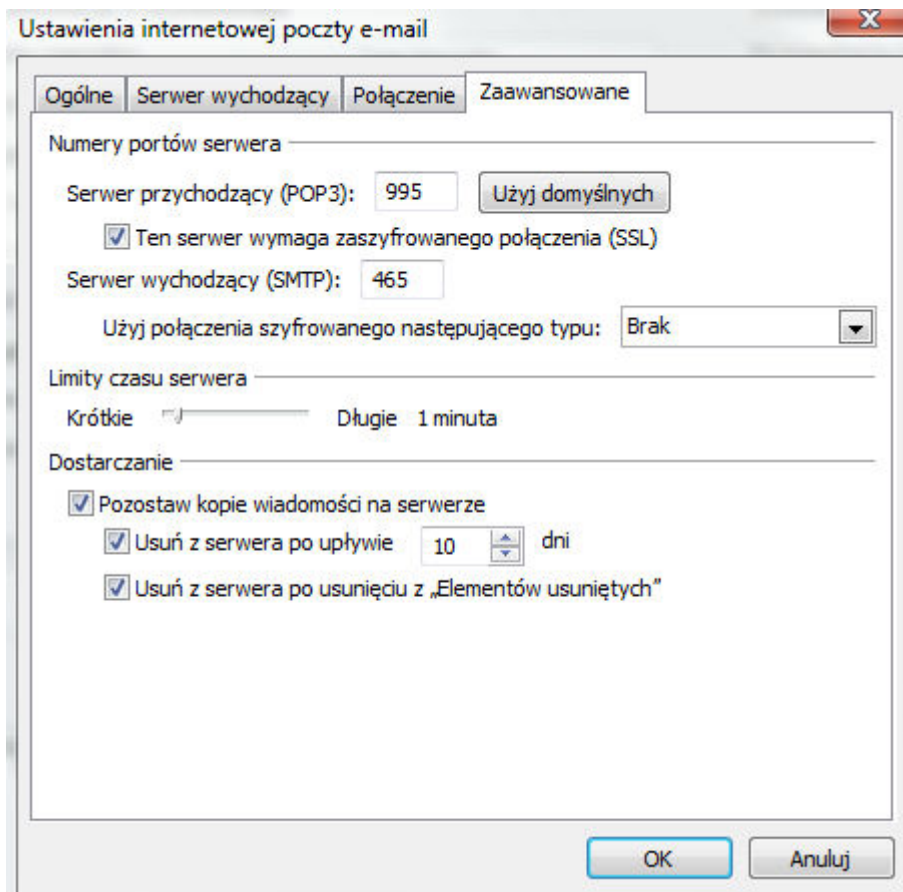 Ustawienia internetowej poczty e-mail
Ogólne Serwer wychodzący Połączenie Zaawansowane
Numery portów serwera
Serwer przychodzący (POP3): 995 Użyj domyślnych
Ten serwer wymaga zaszyfrowanego połączenia (SSL)
Serwer wychodzący (SMTP): 465
Użyj połączenia szyfrowanego następującego typu: Brak
Limity czasu serwera
Krótkie Długie 1 minuta
Dostarczanie
Pozostaw kopie wiadomości na serwerze
Usuń z serwera po upływie 10 dni
Usuń z serwera po usunięciu z „Elementów usuniętych”
OK Anuluj